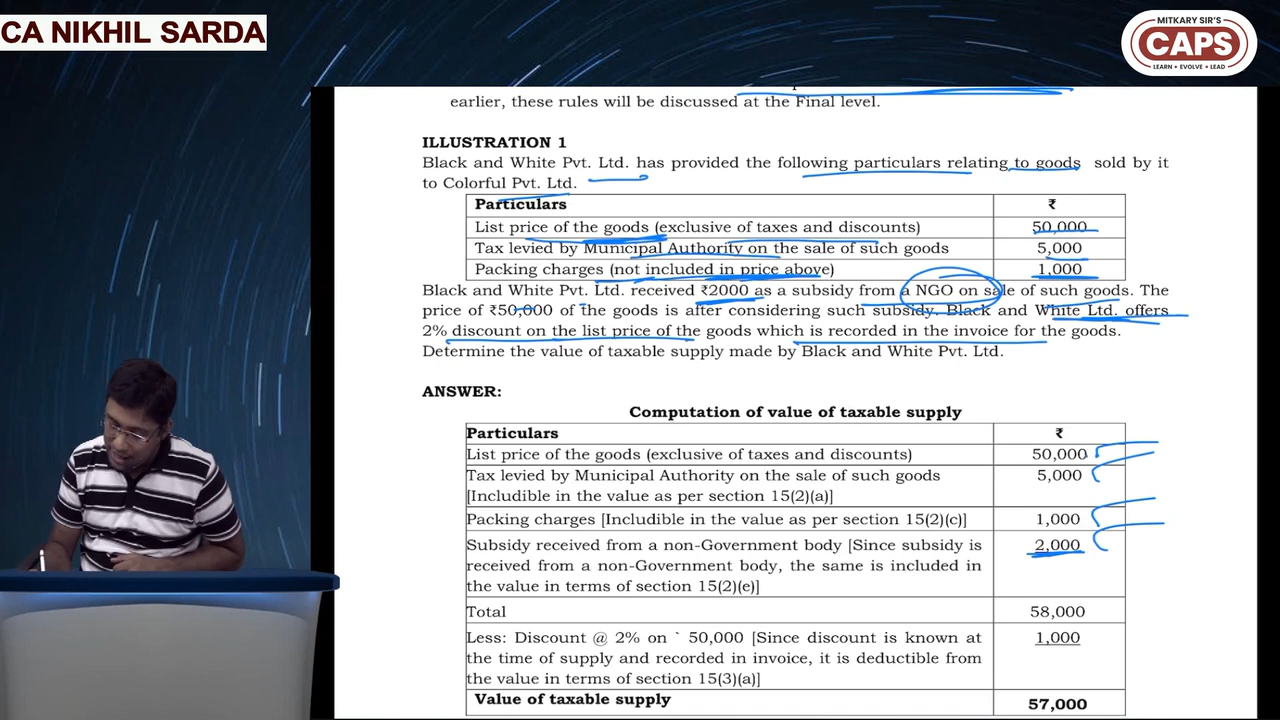 CA NIKHIL SARDA
MITKARY SIR'S
CAPS
LEARN • EVOLVE • LEAD
earlier, these rules will be discussed at the Final level.
ILLUSTRATION 1
Black and White Pvt. Ltd. has provided the following particulars relating to goods sold by it
to Colorful Pvt. Ltd.
Particulars ₹
List price of the goods (exclusive of taxes and discounts) 50,000
Tax levied by Municipal Authority on the sale of such goods 5,000
Packing charges (not included in price above) 1,000
Black and White Pvt. Ltd. received ₹2000 as a subsidy from a NGO on sale of such goods. The
price of ₹50,000 of the goods is after considering such subsidy. Black and White Ltd. offers
2% discount on the list price of the goods which is recorded in the invoice for the goods.
Determine the value of taxable supply made by Black and White Pvt. Ltd.
ANSWER:
Computation of value of taxable supply
Particulars ₹
List price of the goods (exclusive of taxes and discounts) 50,000
Tax levied by Municipal Authority on the sale of such goods 5,000
[Includible in the value as per section 15(2)(a)]
Packing charges [Includible in the value as per section 15(2)(c)] 1,000
Subsidy received from a non-Government body [Since subsidy is 2,000
received from a non-Government body, the same is included in
the value in terms of section 15(2)(e)]
Total 58,000
Less: Discount @ 2% on ` 50,000 [Since discount is known at 1,000
the time of supply and recorded in invoice, it is deductible from
the value in terms of section 15(3)(a)]
Value of taxable supply 57,000